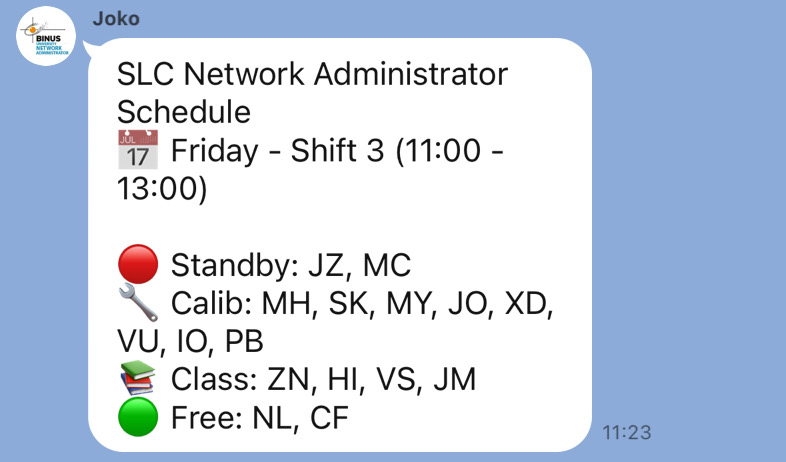 Joko
BINUS
UNIVERSITY
NETWORK
ADMINISTRATOR
SLC Network Administrator
Schedule
JUL
17
Friday - Shift 3 (11:00 -
13:00)
Standby: JZ, MC
Calib: MH, SK, MY, JO, XD,
VU, IO, PB
Class: ZN, HI, VS, JM
Free: NL, CF
11:23